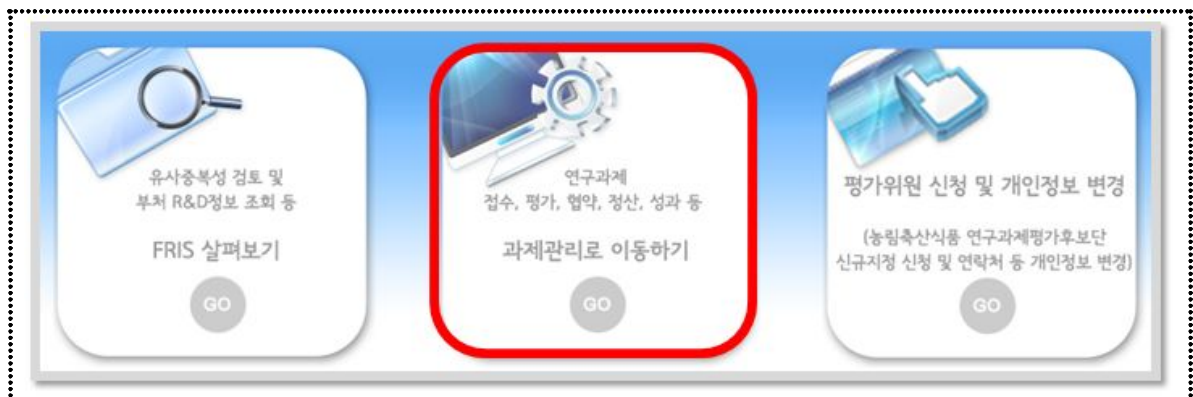 유사중복성 검토 및
부처 R&D정보 조회 등
FRIS 살펴보기
GO
연구과제
접수, 평가, 협약, 정산, 성과 등
과제관리로 이동하기
GO
평가위원 신청 및 개인정보 변경
(농림축산식품 연구과제평가후보단
신규지정 신청 및 연락처 등 개인정보 변경)
GO